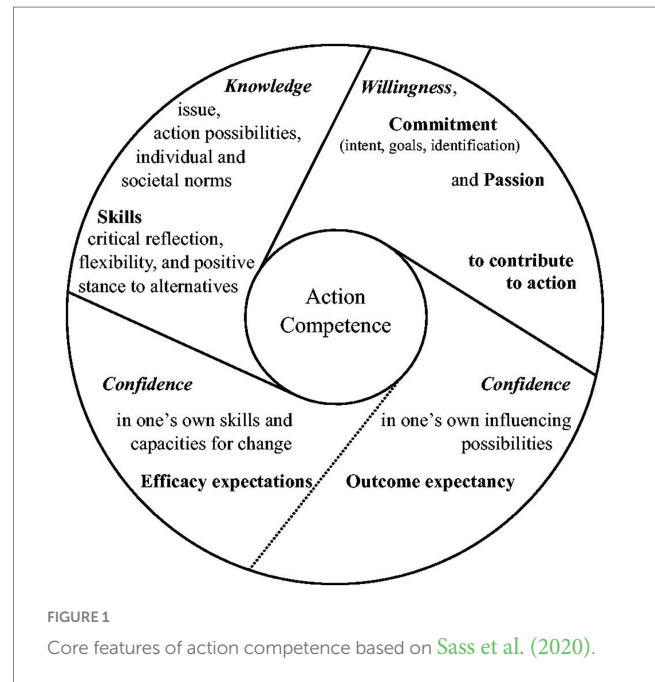 Knowledge
issue,
action possibilities,
individual and
societal norms
Skills
critical reflection,
flexibility, and positive
stance to alternatives
Willingness,
Commitment
(intent, goals, identification)
and Passion
to contribute
to action
Action
Competence
Confidence
in one's own skills and
capacities for change
Efficacy expectations
Confidence
in one's own influencing
possibilities
Outcome expectancy
FIGURE 1
Core features of action competence based on Sass et al. (2020).